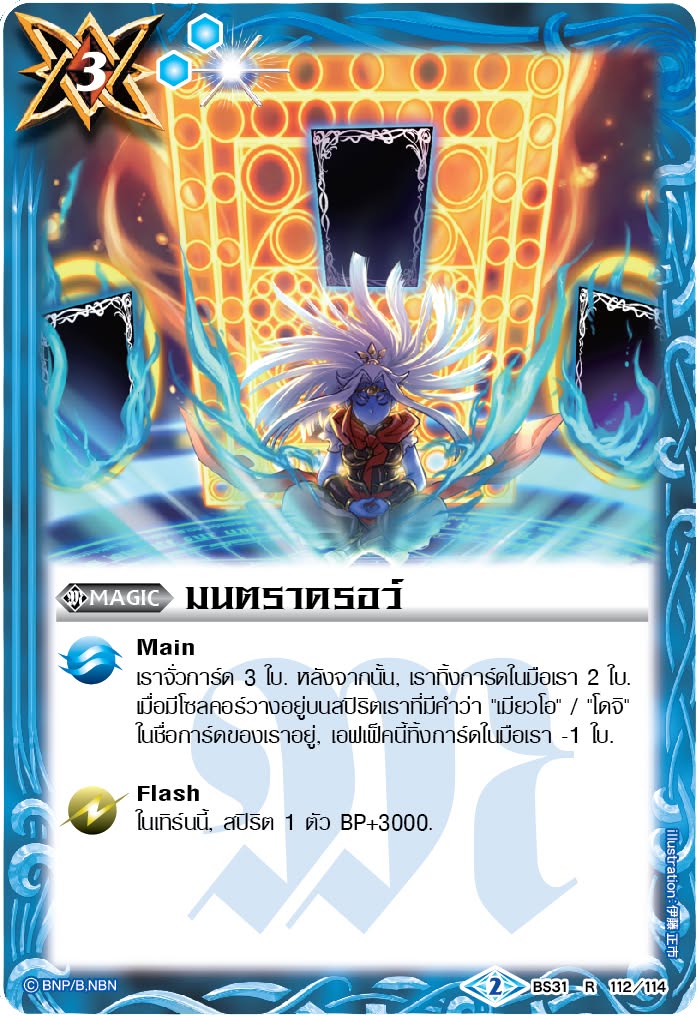 3
MAGIC มนตราดรอว์
Main
เราจั่วการ์ด 3 ใบ. หลังจากนั้น, เราทิ้งการ์ดในมือเรา 2 ใบ.
เมื่อมีโซลคอร์วางอยู่บนสปิริตเราที่มีคำว่า "เมียวโอ" / "โดจิ"
ในชื่อการ์ดของเราอยู่, เอฟเฟ็คนี้ทิ้งการ์ดในมือเรา -1 ใบ.
Flash
ในเทิร์นนี้, สปิริต 1 ตัว BP+3000.
illustration : 伊藤 正市
© BNP/B,NBN
2 BS31 R 112/114